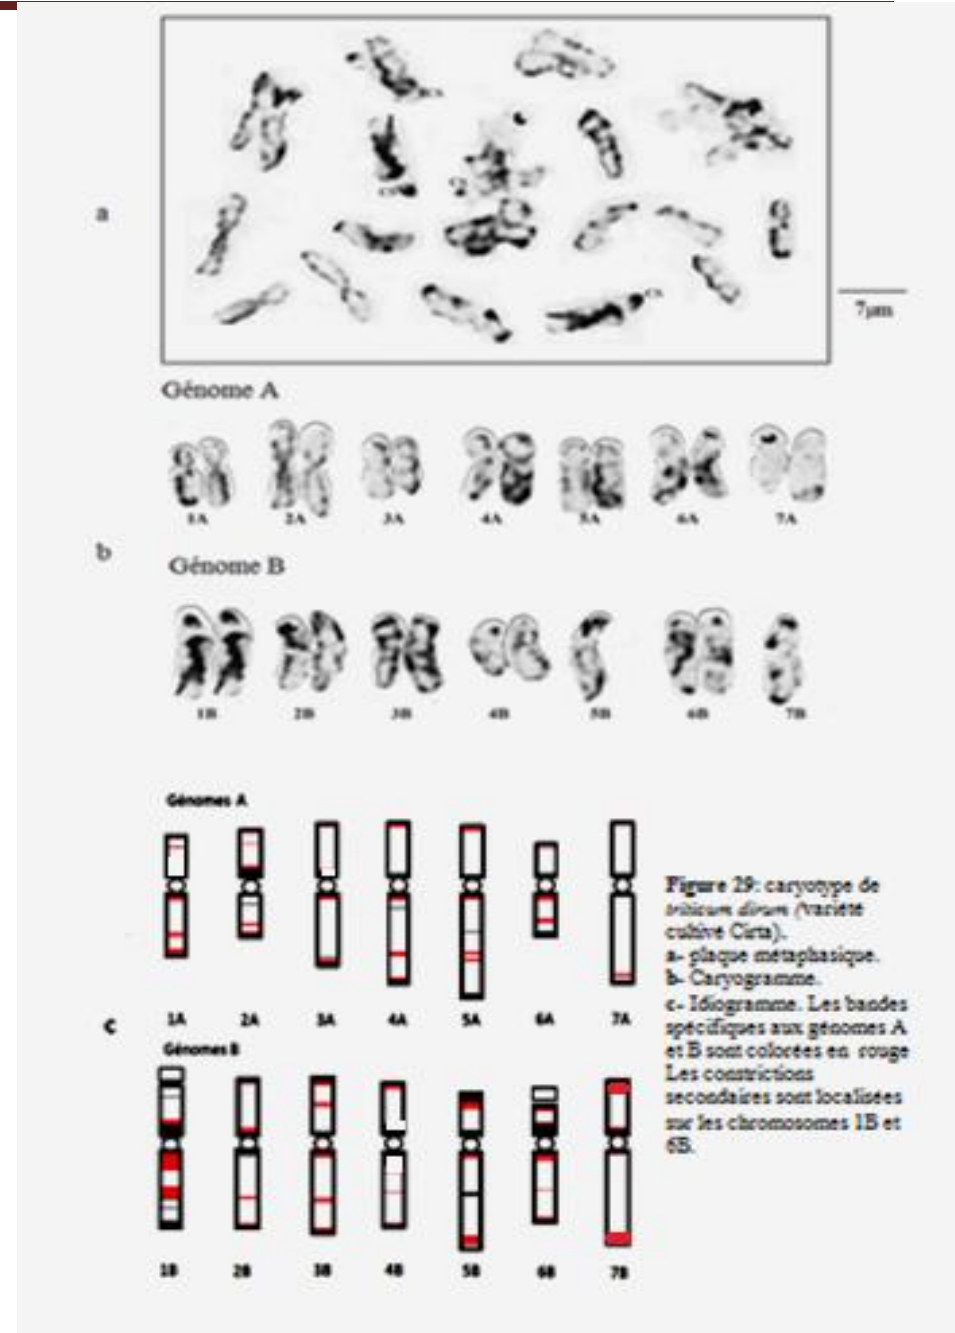 a
7μm
Génome A
1A 2A 3A 4A 5A 6A 7A
b
Génome B
1B 2B 3B 4B 5B 6B 7B
Génomes A
1A 2A 3A 4A 5A 6A 7A
c
Génomes B
1B 2B 3B 4B 5B 6B 7B
Figure 29: caryotype de
triticum dirum (variété
cultivé Cirta).
a- plaque métaphasique.
b- Caryogramme.
c- Idiogramme. Les bandes
spécifiques aux génomes A
et B sont colorées en rouge
Les constrictions
secondaires sont localisées
sur les chromosomes 1B et
6B.